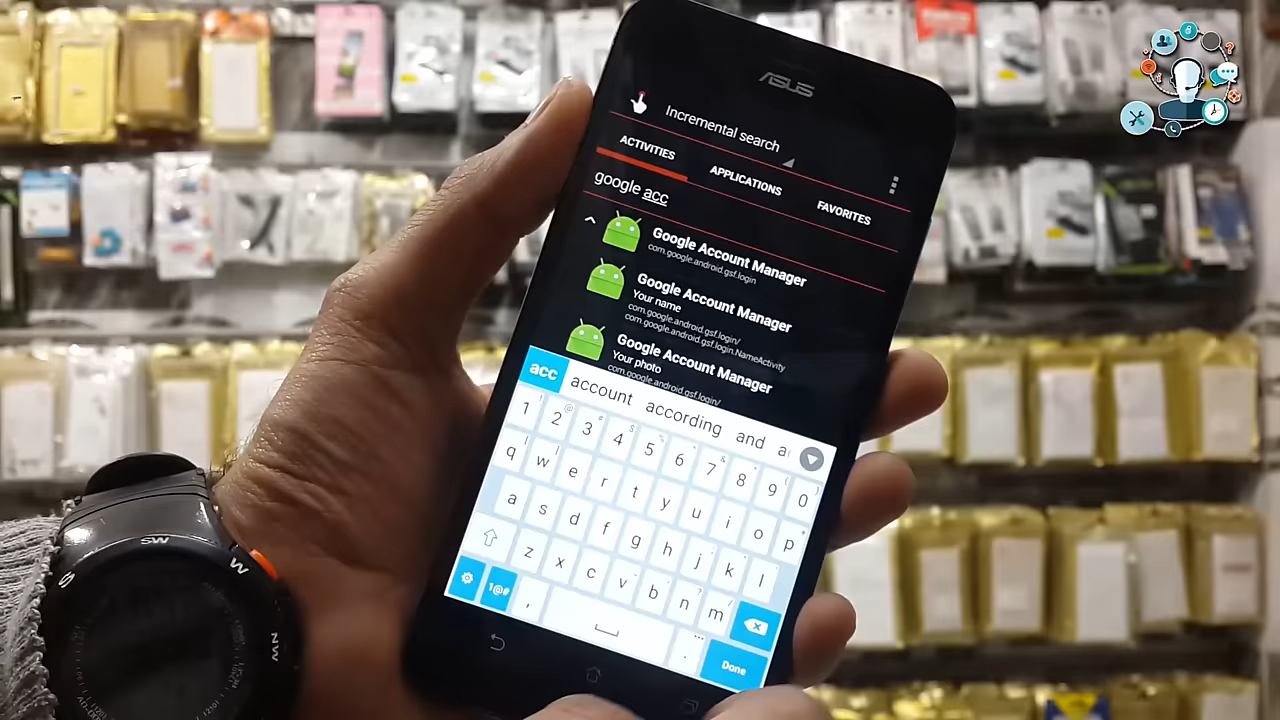 ASUS
Incremental search
ACTIVITIES
APPLICATIONS
FAVORITES
google acc
Google Account Manager
com.google.android.gsf.login
Google Account Manager
Your name
com.google.android.gsf.login/
com.google.android.gsf.login.NameActivity
Google Account Manager
Your photo
com.google.android.gsf.login/
acc account according and
1 2 3 4 5 6 7 8 9 0
q w e r t y u i o p
a s d f g h j k l
z x c v b n m
1@# , .
Done
SW
W
S
NW